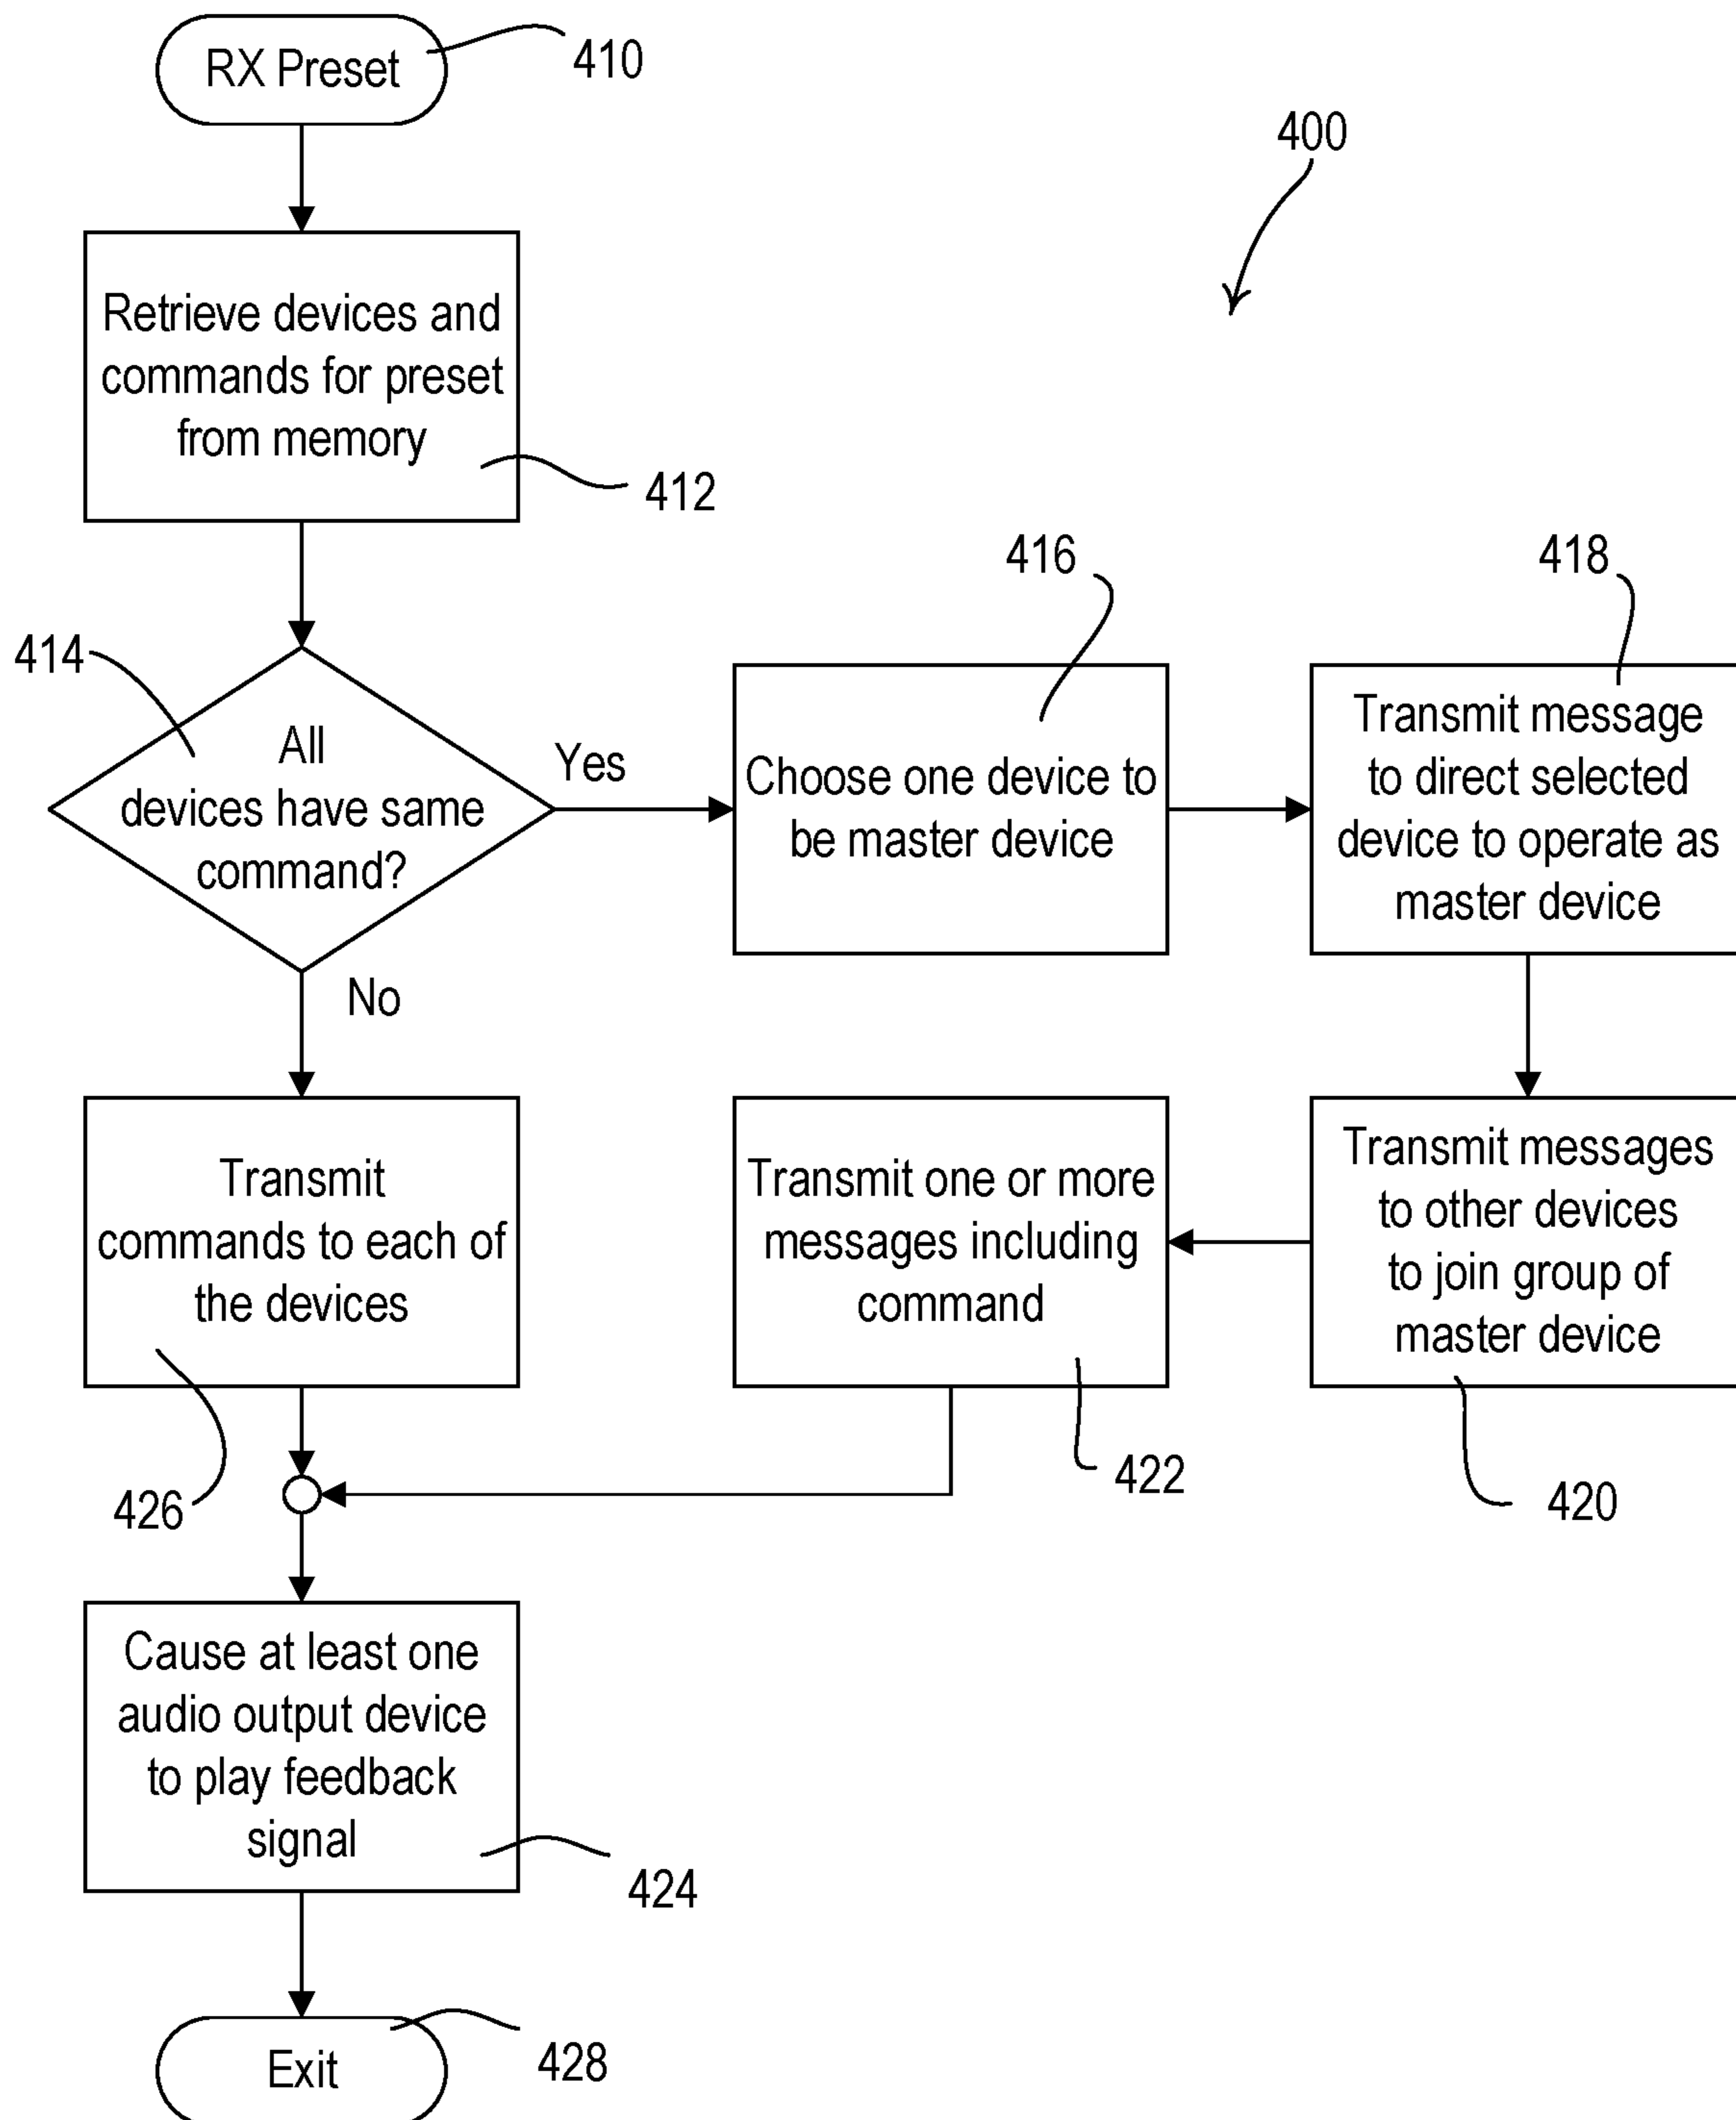 RX Preset
410
400
Retrieve devices and
commands for preset
from memory
412
416
418
414
All
devices have same
command?
Yes
No
Choose one device to
be master device
Transmit message
to direct selected
device to operate as
master device
Transmit
commands to each of
the devices
426
Transmit one or more
messages including
command
422
Transmit messages
to other devices
to join group of
master device
420
Cause at least one
audio output device
to play feedback
signal
424
Exit
428